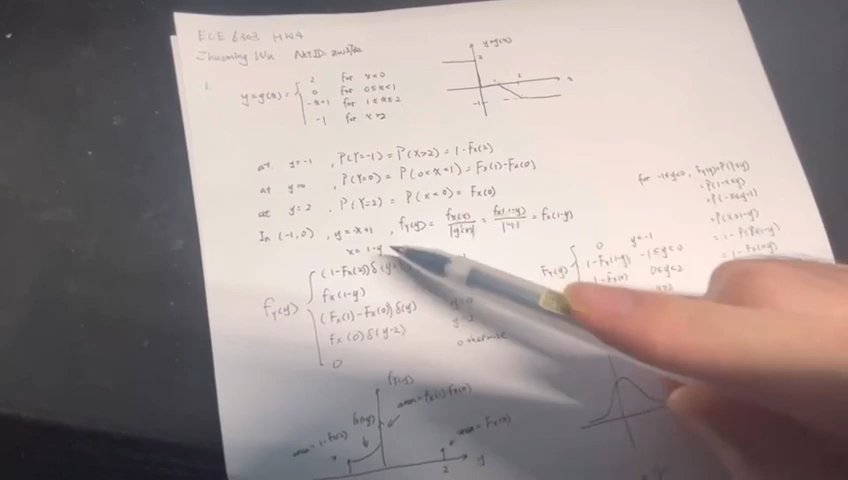 ECE 6303 HW4
Zhuoming Wu NetID:
1.
y=g(x)= { 2 for x<0
0 for 0≤x<1
-x+1 for 1≤x≤2
-1 for x>2
y=g(x)
2
x
-1
at y=-1 , P(Y=-1) = P(X>2) = 1-Fx(2)
at y=0 , P(Y=0) = P(0<x<1) = Fx(1)-Fx(0)
at y=2 , P(Y=2) = P(x<0) = Fx(0)
In (-1,0) , y=-x+1 , fY(y) = fx(x)/|g'(x)| = fx(1-y)/|-1| = fx(1-y)
x=1-y
fY(y) { (1-Fx(2))δ(y
fx(1-y)
(Fx(1)-Fx(0))δ(y) y=0
fx(0)δ(y-2)
0 otherwise
for -1≤y<0,
=P(1-x≤y)
=P(-x≤y-1)
=P(x≥1-y)
FY(y) { 0 y<-1
1-Fx(1-y) -1≤y<0
1-Fx(0) 0≤y<2
fY(y)
area=1-Fx(2)
area=Fx(1)-Fx(0)
area=Fx(0)
2 y